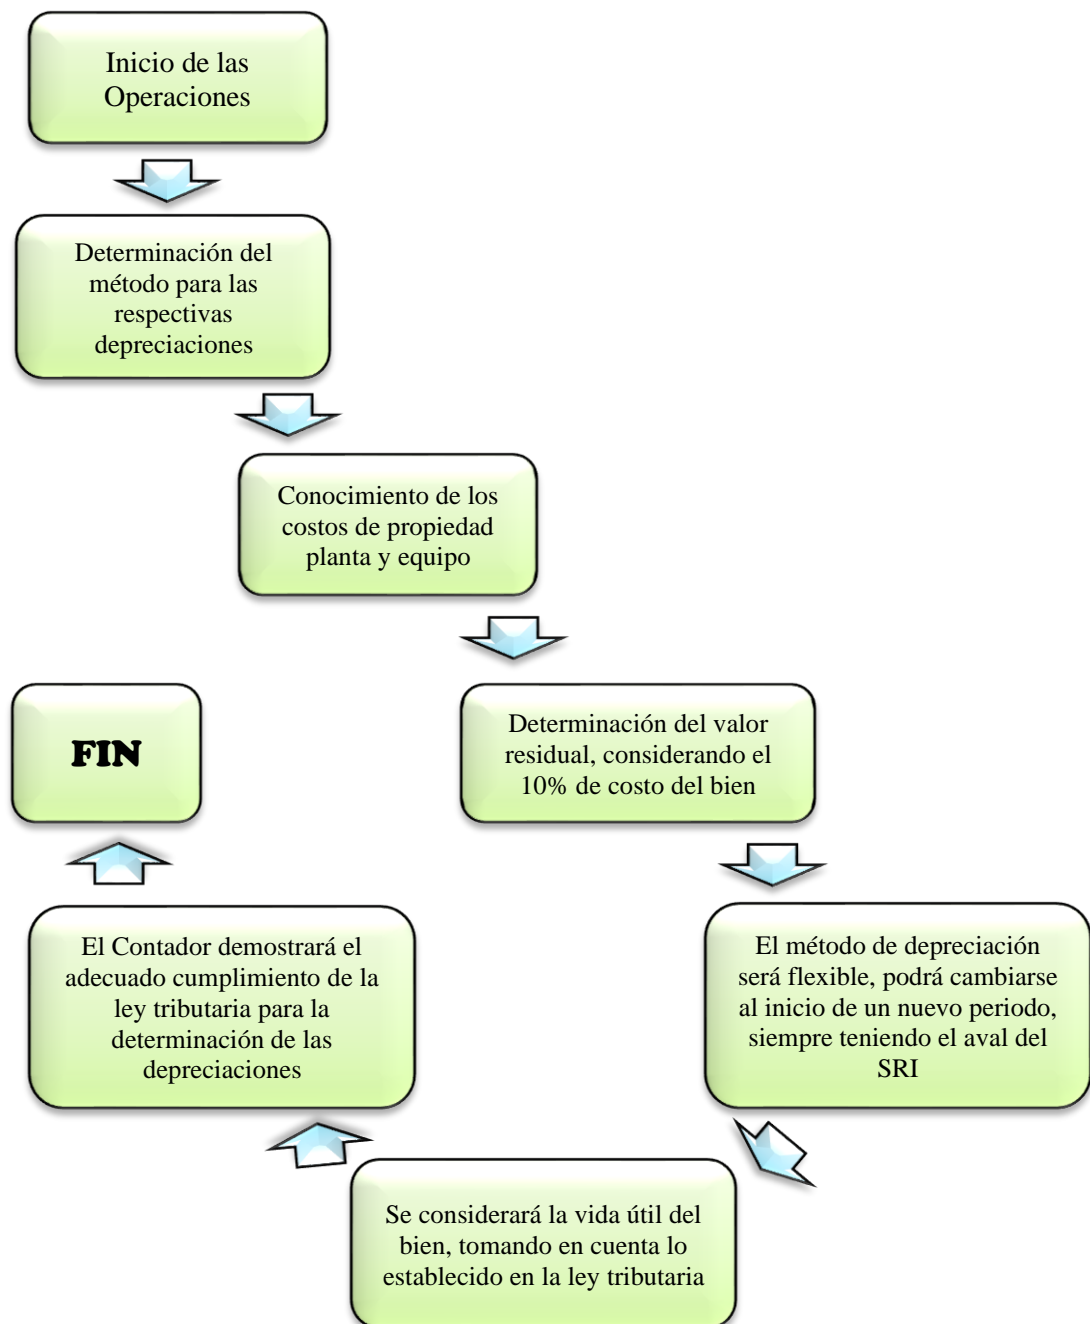 Inicio de las
Operaciones
Determinación del
método para las
respectivas
depreciaciones
Conocimiento de los
costos de propiedad
planta y equipo
Determinación del valor
residual, considerando el
10% de costo del bien
El método de depreciación
será flexible, podrá cambiarse
al inicio de un nuevo periodo,
siempre teniendo el aval del
SRI
Se considerará la vida útil del
bien, tomando en cuenta lo
establecido en la ley tributaria
El Contador demostrará el
adecuado cumplimiento de la
ley tributaria para la
determinación de las
depreciaciones
FIN